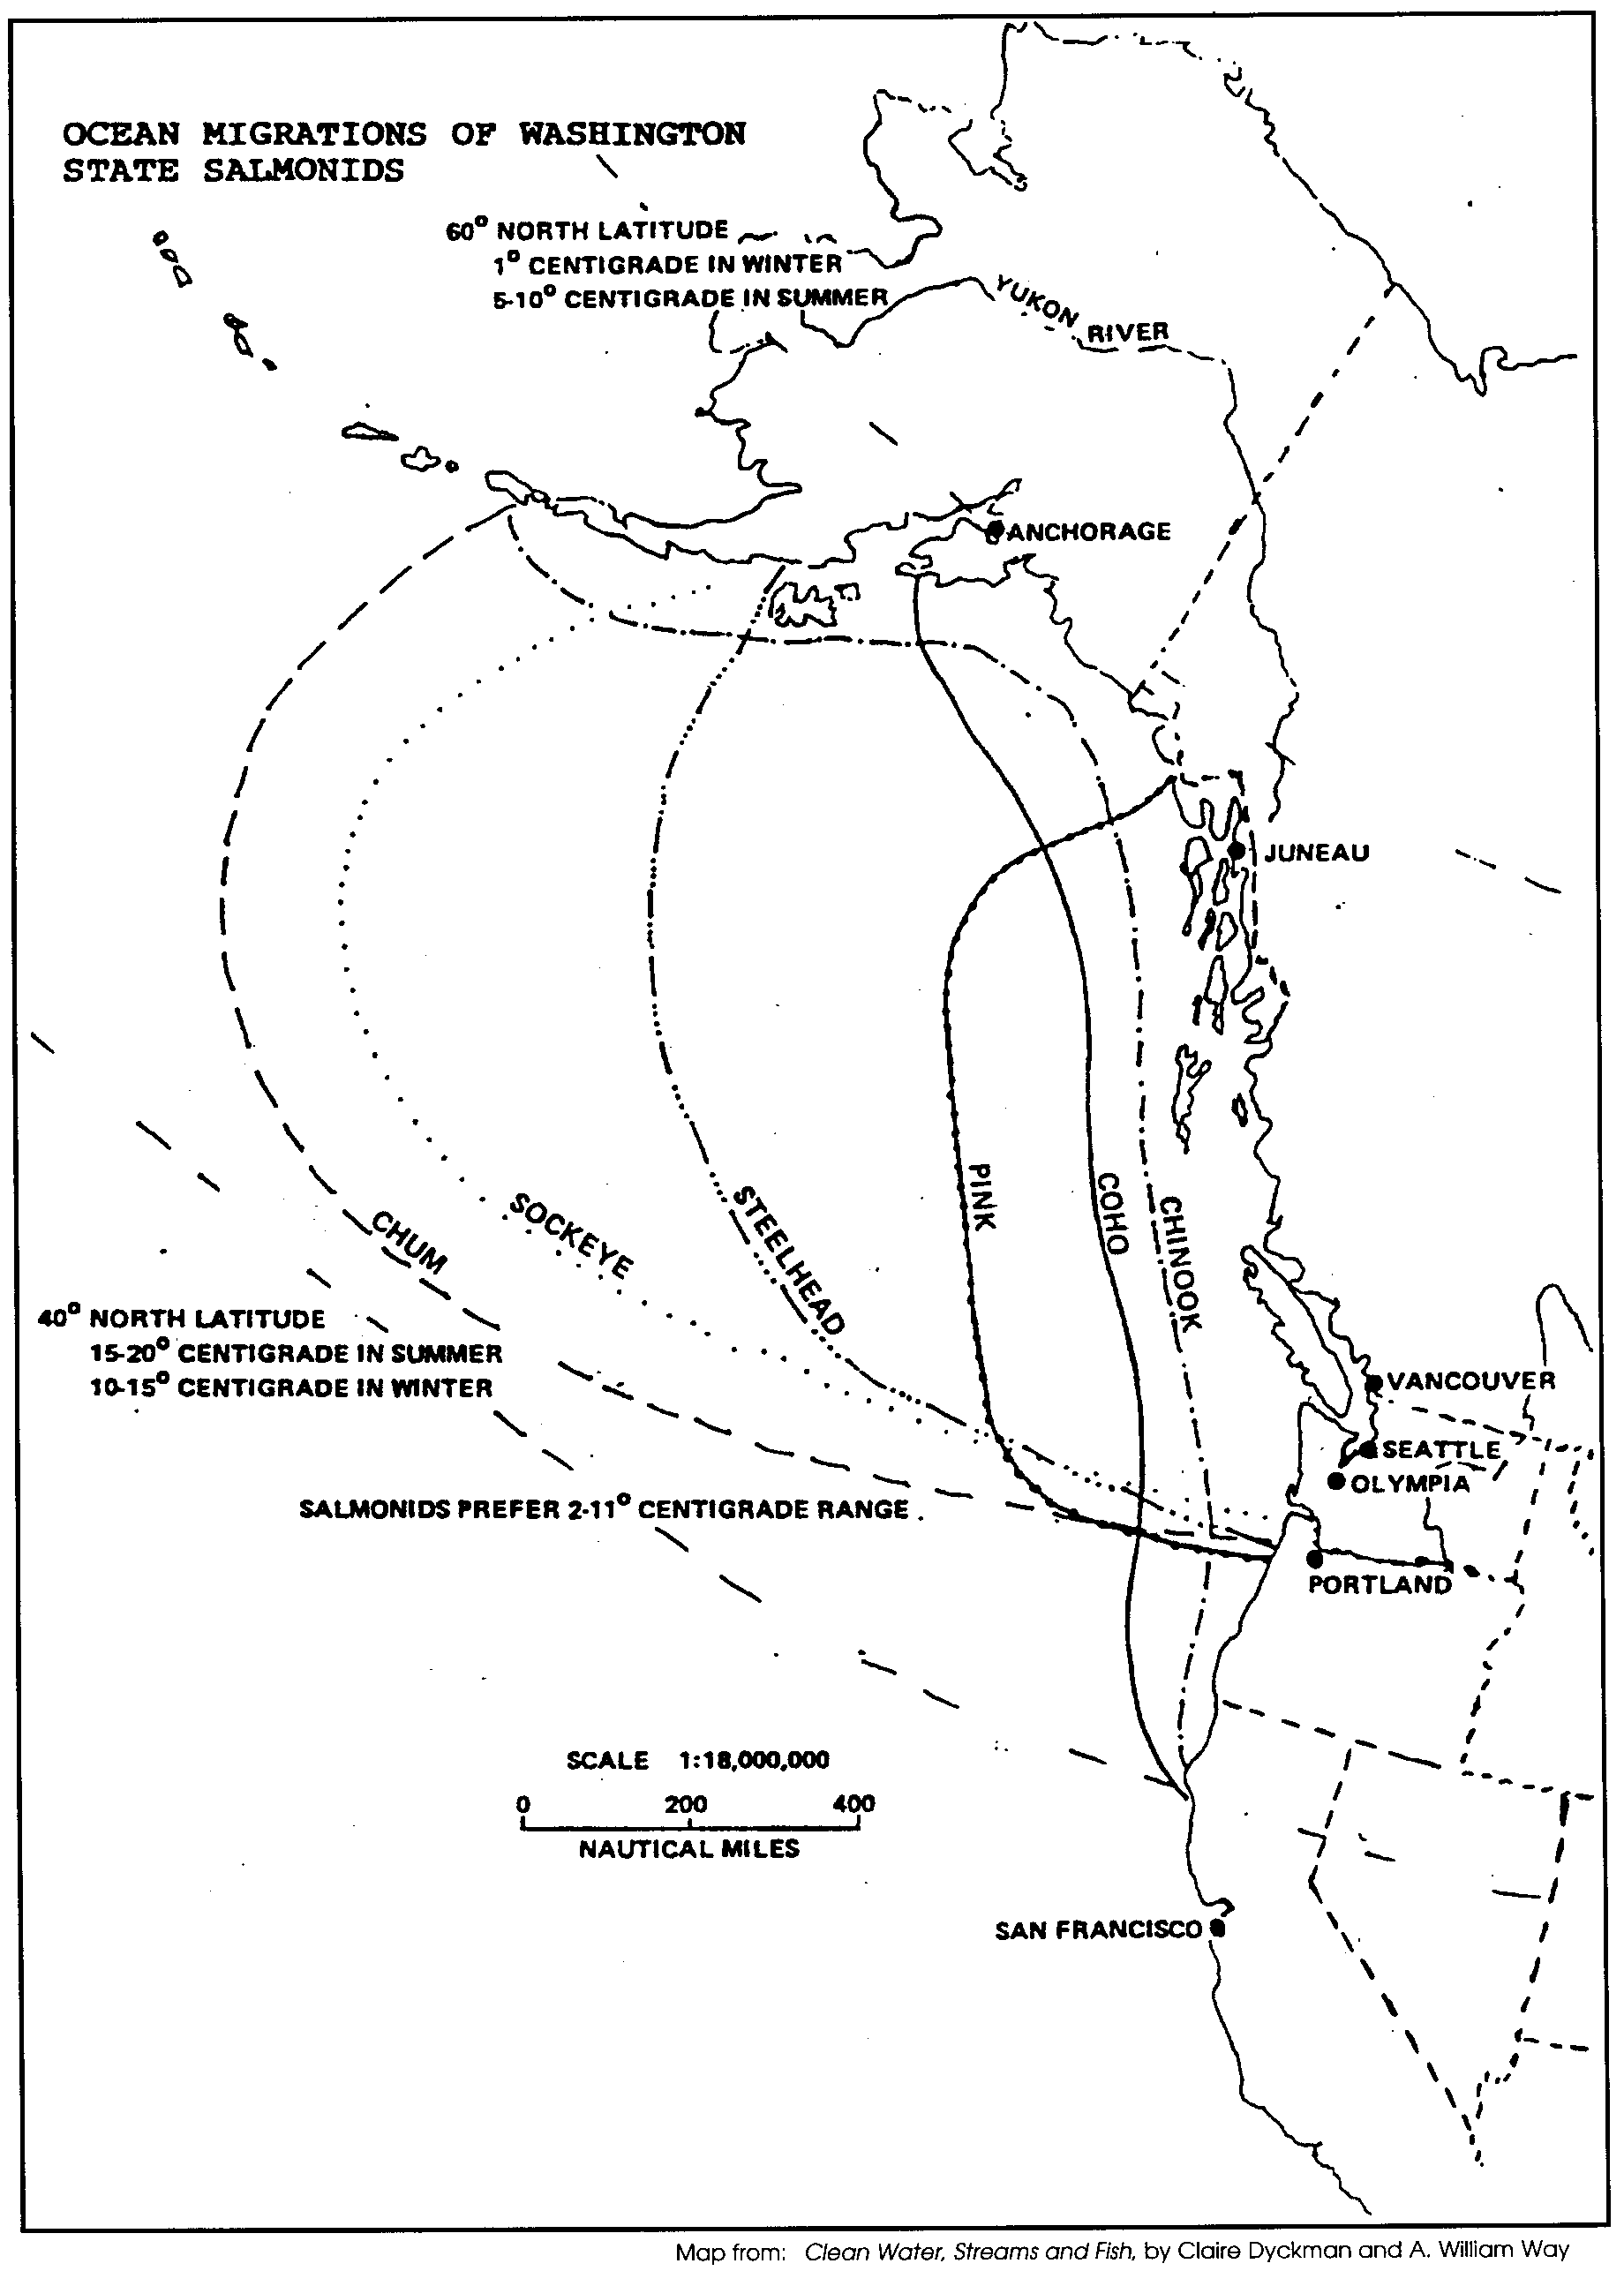 OCEAN MIGRATIONS OF WASHINGTON
STATE SALMONIDS
60° NORTH LATITUDE
1° CENTIGRADE IN WINTER
5-10° CENTIGRADE IN SUMMER
YUKON RIVER
ANCHORAGE
JUNEAU
PINK
COHO
CHINOOK
STEELHEAD
SOCKEYE
CHUM
40° NORTH LATITUDE
15-20° CENTIGRADE IN SUMMER
10-15° CENTIGRADE IN WINTER
VANCOUVER
SEATTLE
OLYMPIA
SALMONIDS PREFER 2-11° CENTIGRADE RANGE.
PORTLAND
SCALE 1:18,000,000
0 200 400
NAUTICAL MILES
SAN FRANCISCO
Map from: Clean Water, Streams and Fish, by Claire Dyckman and A. William Way